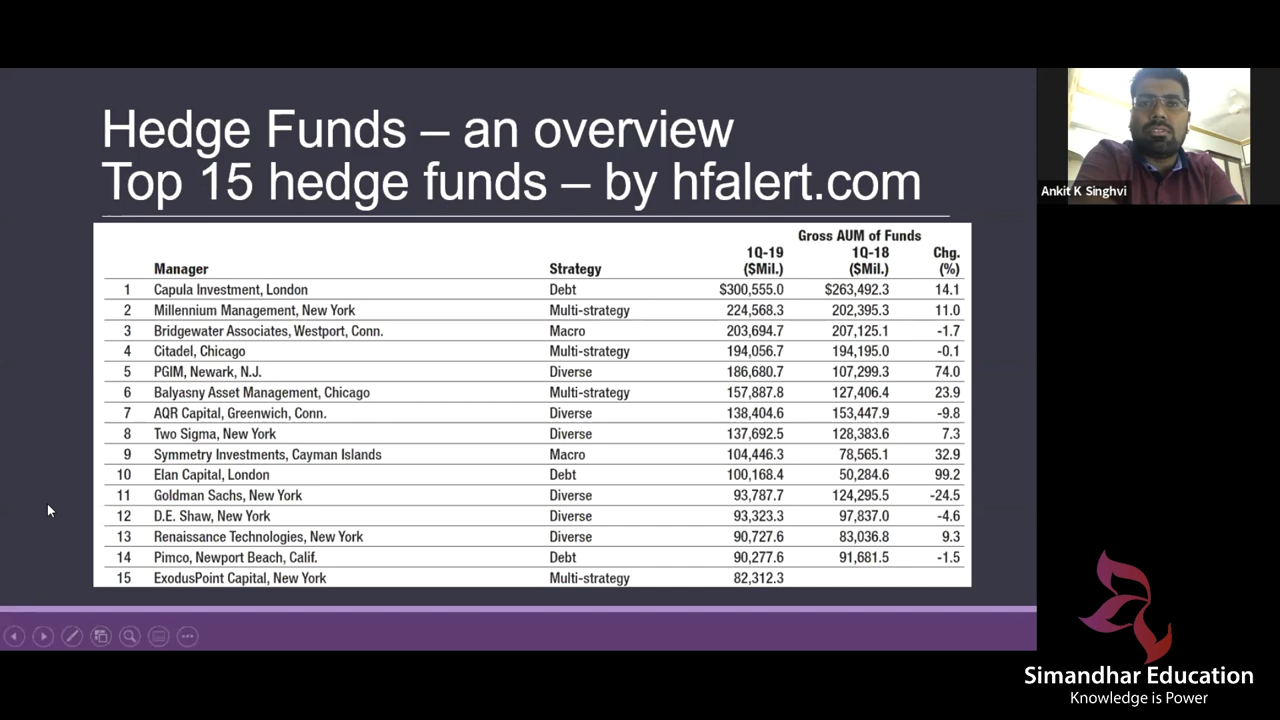 Hedge Funds – an overview
Top 15 hedge funds – by hfalert.com
Gross AUM of Funds
1Q-19 1Q-18 Chg.
Manager Strategy ($Mil.) ($Mil.) (%)
1 Capula Investment, London Debt $300,555.0 $263,492.3 14.1
2 Millennium Management, New York Multi-strategy 224,568.3 202,395.3 11.0
3 Bridgewater Associates, Westport, Conn. Macro 203,694.7 207,125.1 -1.7
4 Citadel, Chicago Multi-strategy 194,056.7 194,195.0 -0.1
5 PGIM, Newark, N.J. Diverse 186,680.7 107,299.3 74.0
6 Balyasny Asset Management, Chicago Multi-strategy 157,887.8 127,406.4 23.9
7 AQR Capital, Greenwich, Conn. Diverse 138,404.6 153,447.9 -9.8
8 Two Sigma, New York Diverse 137,692.5 128,383.6 7.3
9 Symmetry Investments, Cayman Islands Macro 104,446.3 78,565.1 32.9
10 Elan Capital, London Debt 100,168.4 50,284.6 99.2
11 Goldman Sachs, New York Diverse 93,787.7 124,295.5 -24.5
12 D.E. Shaw, New York Diverse 93,323.3 97,837.0 -4.6
13 Renaissance Technologies, New York Diverse 90,727.6 83,036.8 9.3
14 Pimco, Newport Beach, Calif. Debt 90,277.6 91,681.5 -1.5
15 ExodusPoint Capital, New York Multi-strategy 82,312.3
Ankit K Singhvi
Simandhar Education
Knowledge is Power